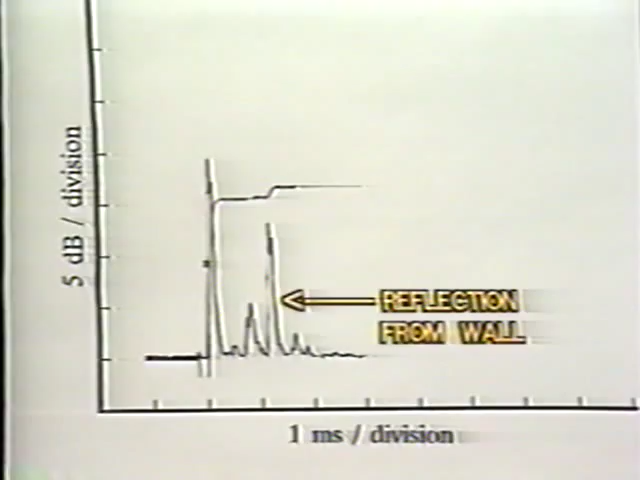 5 dB / division
REFLECTION
FROM WALL
1 ms / division